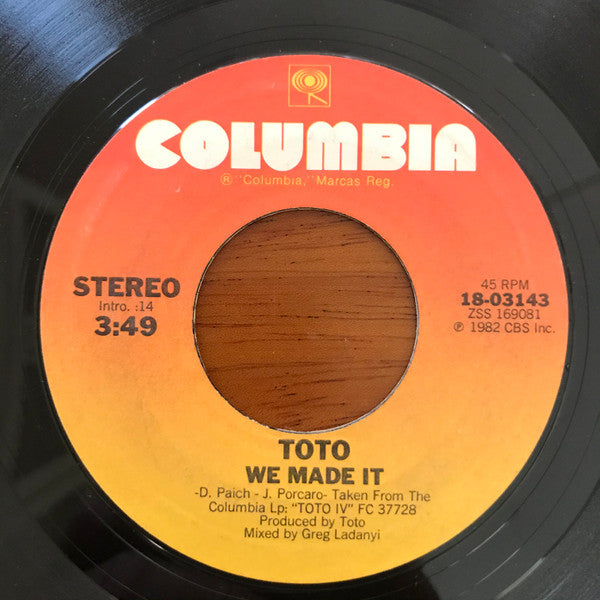 COLUMBIA
® "Columbia," Marcas Reg.
STEREO
Intro. :14
3:49
45 RPM
18-03143
ZSS 169081
℗ 1982 CBS Inc.
TOTO
WE MADE IT
-D. Paich - J. Porcaro- Taken From The
Columbia Lp: "TOTO IV" FC 37728
Produced by Toto
Mixed by Greg Ladanyi